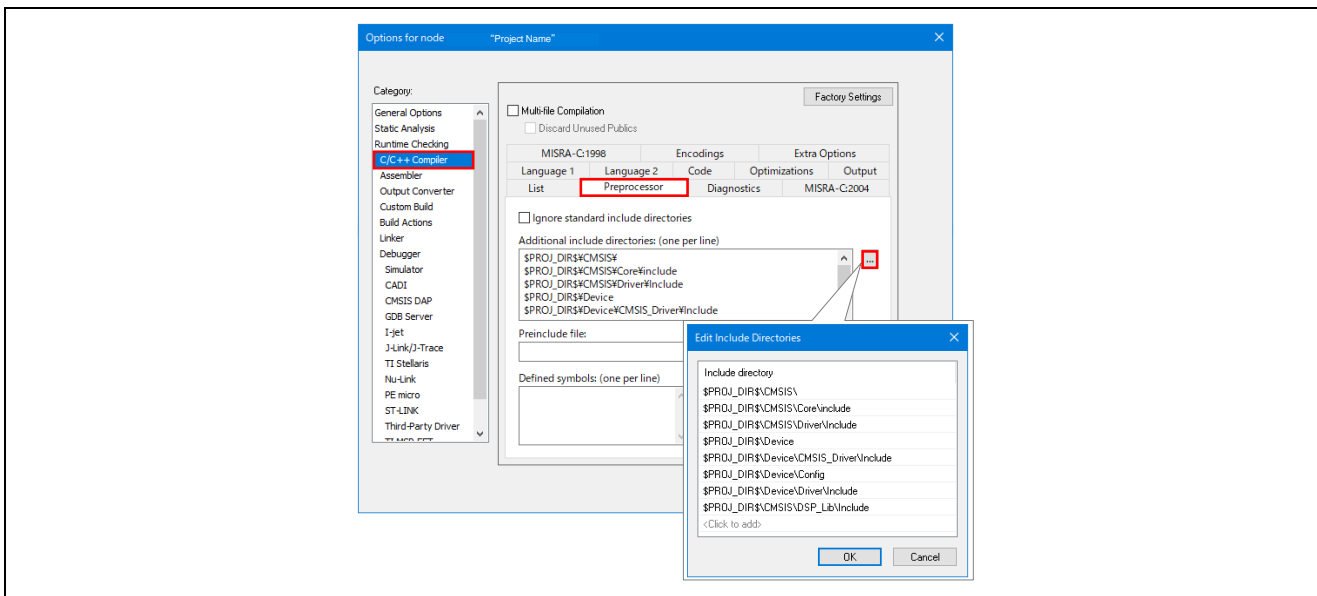 Options for node "Project Name"
Category:
Factory Settings
General Options
Static Analysis
Runtime Checking
C/C++ Compiler
Assembler
Output Converter
Custom Build
Build Actions
Linker
Debugger
Simulator
CADI
CMSIS DAP
GDB Server
I-jet
J-Link/J-Trace
TI Stellaris
Nu-Link
PE micro
ST-LINK
Third-Party Driver
TI MSP-FET
Multi-file Compilation
Discard Unused Publics
MISRA-C:1998 Encodings Extra Options
Language 1 Language 2 Code Optimizations Output
List Preprocessor Diagnostics MISRA-C:2004
Ignore standard include directories
Additional include directories: (one per line)
$PROJ_DIR$¥CMSIS¥
$PROJ_DIR$¥CMSIS¥Core¥include
$PROJ_DIR$¥CMSIS¥Driver¥Include
$PROJ_DIR$¥Device
$PROJ_DIR$¥Device¥CMSIS_Driver¥Include
...
Preinclude file:
Defined symbols: (one per line)
Edit Include Directories
Include directory
$PROJ_DIR$\CMSIS\
$PROJ_DIR$\CMSIS\Core\include
$PROJ_DIR$\CMSIS\Driver\Include
$PROJ_DIR$\Device
$PROJ_DIR$\Device\CMSIS_Driver\Include
$PROJ_DIR$\Device\Config
$PROJ_DIR$\Device\Driver\Include
$PROJ_DIR$\CMSIS\DSP_Lib\Include
<Click to add>
OK Cancel